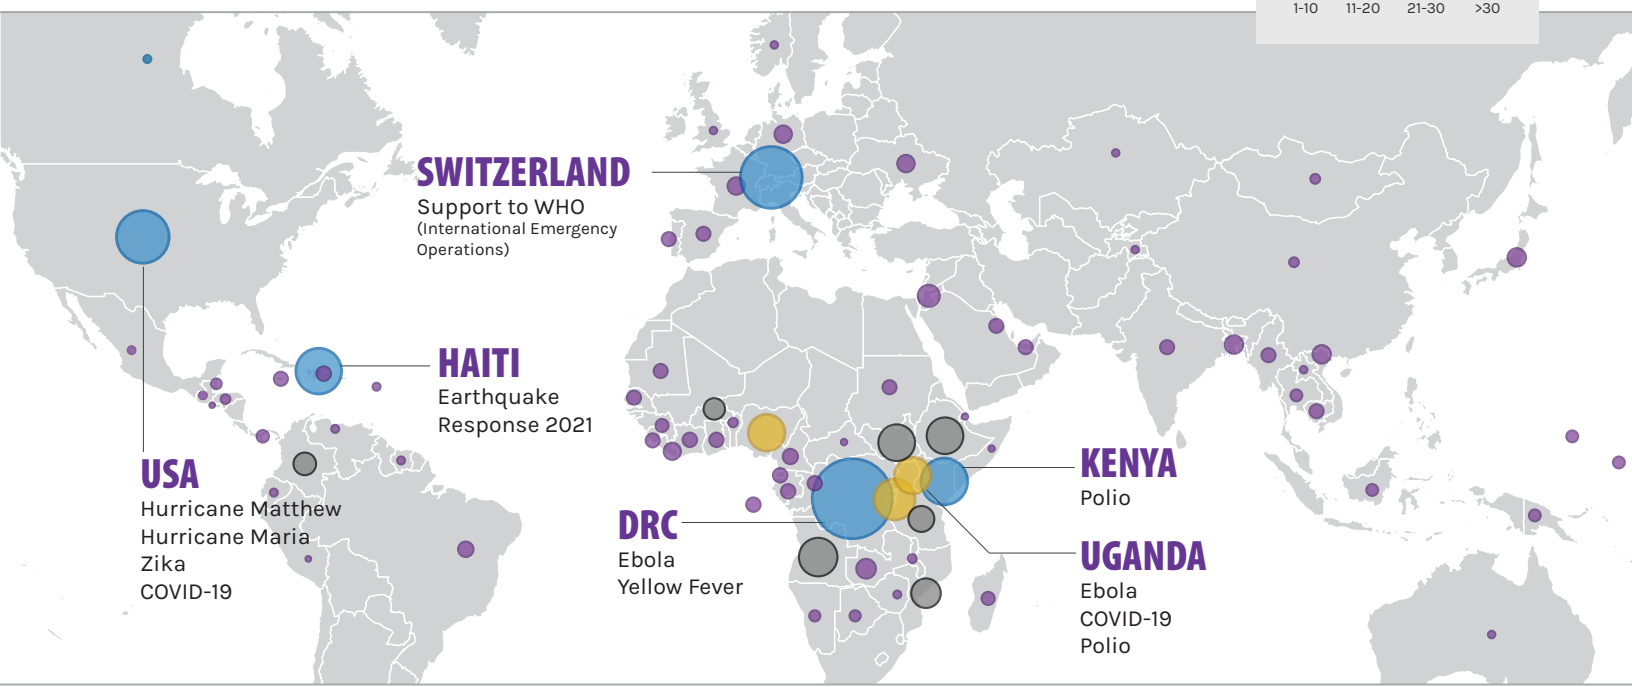 1-10 11-20 21-30 >30
SWITZERLAND
Support to WHO
(International Emergency
Operations)
HAITI
Earthquake
Response 2021
USA
Hurricane Matthew
Hurricane Maria
Zika
COVID-19
DRC
Ebola
Yellow Fever
KENYA
Polio
UGANDA
Ebola
COVID-19
Polio